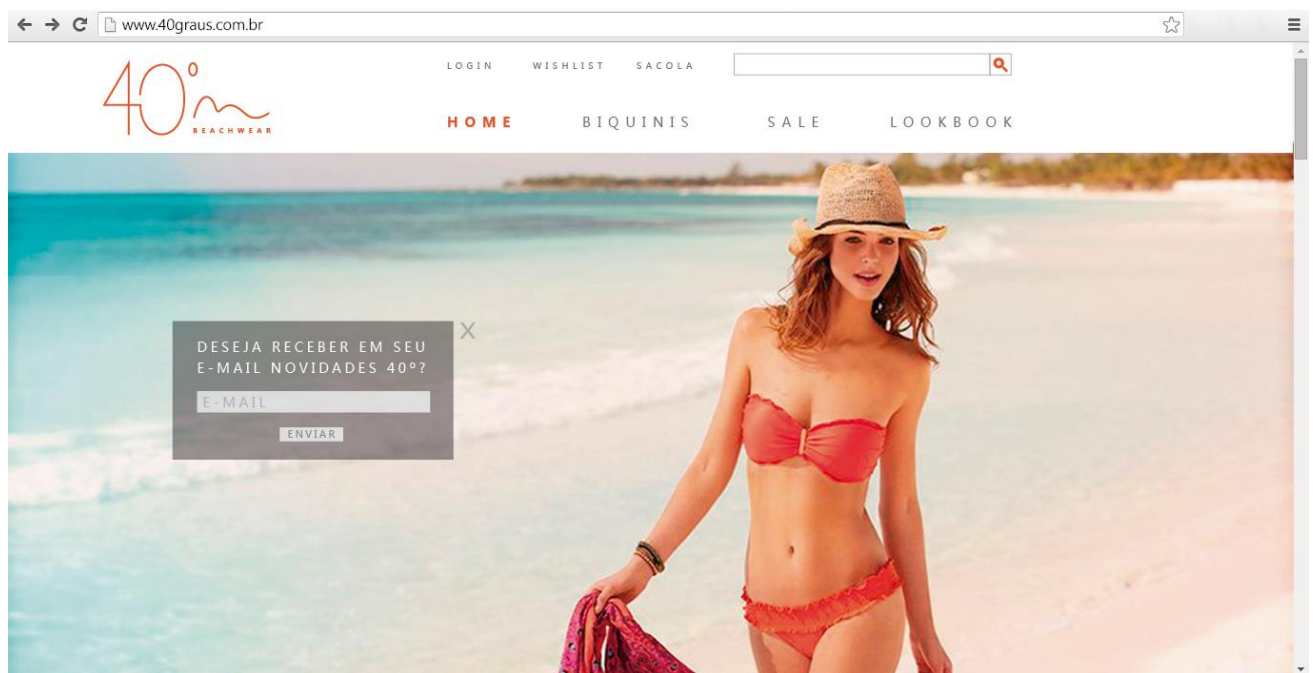 www.40graus.com.br
40º
BEACHWEAR
LOGIN WISHLIST SACOLA
HOME BIQUINIS SALE LOOKBOOK
X
DESEJA RECEBER EM SEU
E-MAIL NOVIDADES 40º?
E-MAIL
ENVIAR